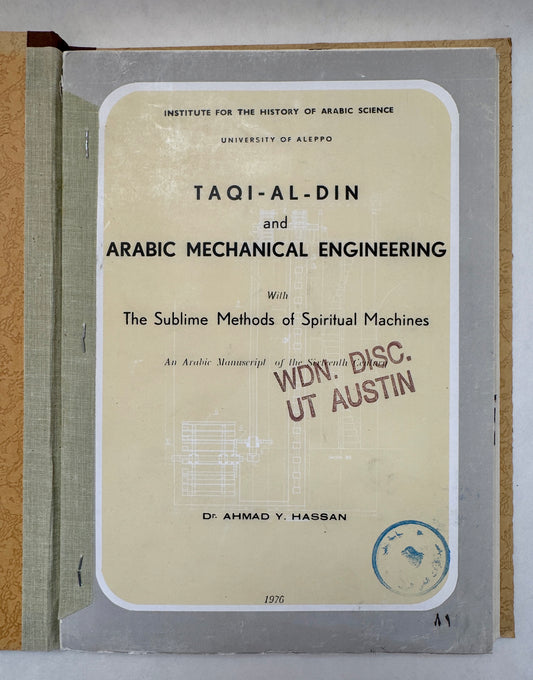 INSTITUTE FOR THE HISTORY OF ARABIC SCIENCE
UNIVERSITY OF ALEPPO
TAQI-AL-DIN
and
ARABIC MECHANICAL ENGINEERING
With
The Sublime Methods of Spiritual Machines
An Arabic Manuscript of the Sixteenth Century
WDN. DISC.
UT AUSTIN
Dr. AHMAD Y. HASSAN
1976
٨٩